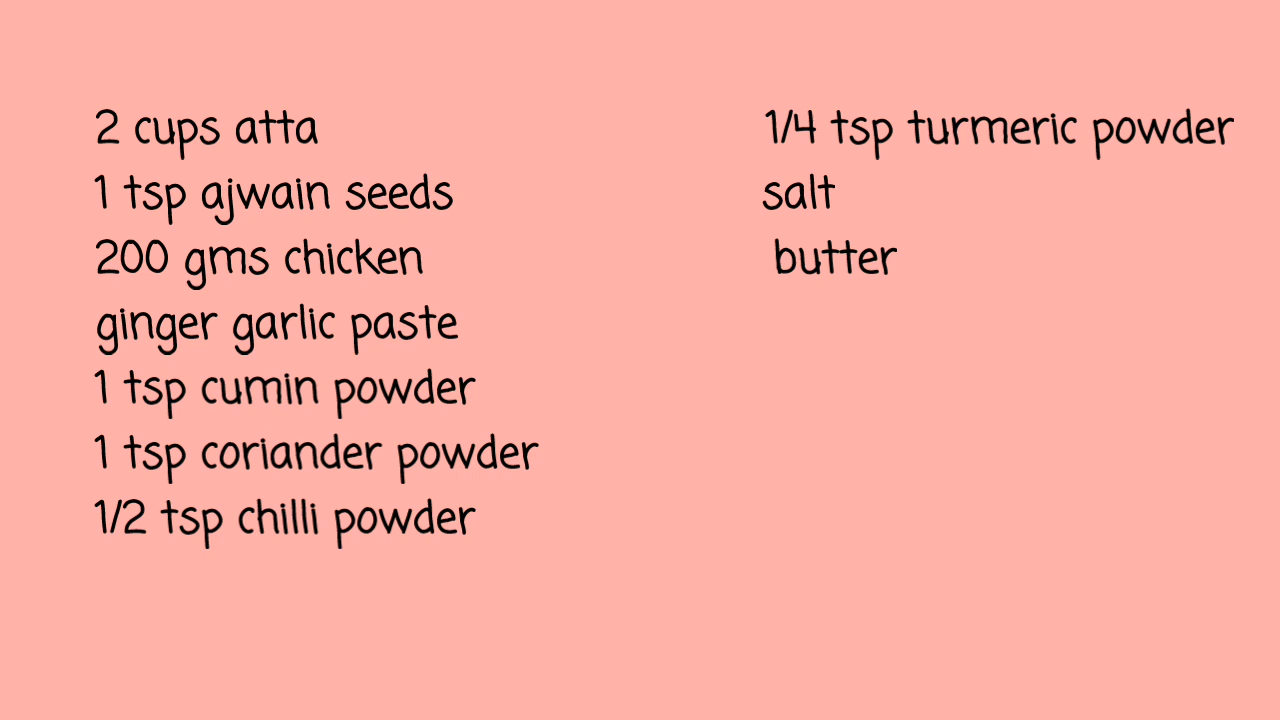 2 cups atta
1 tsp ajwain seeds
200 gms chicken
ginger garlic paste
1 tsp cumin powder
1 tsp coriander powder
1/2 tsp chilli powder
1/4 tsp turmeric powder
salt
butter